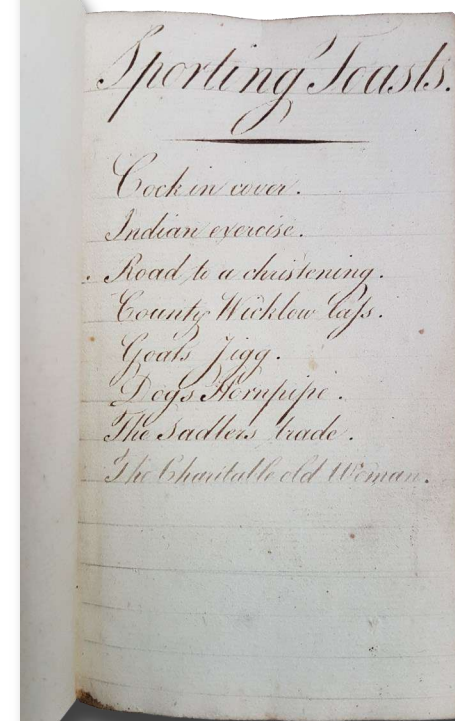 Sporting Toasts.
Cock in cover.
Indian exercise.
Road to a christening.
County Wicklow laſs.
Goats Jigg.
Dogs Hornpipe.
The Sadlers trade.
The Charitable old Woman.